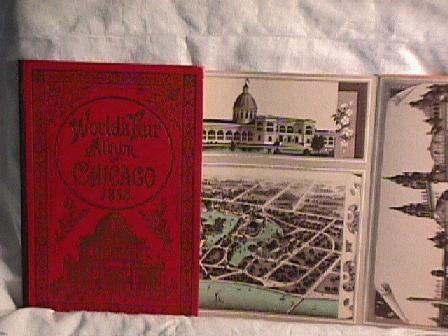 World's Fair
Album
CHICAGO
1893.